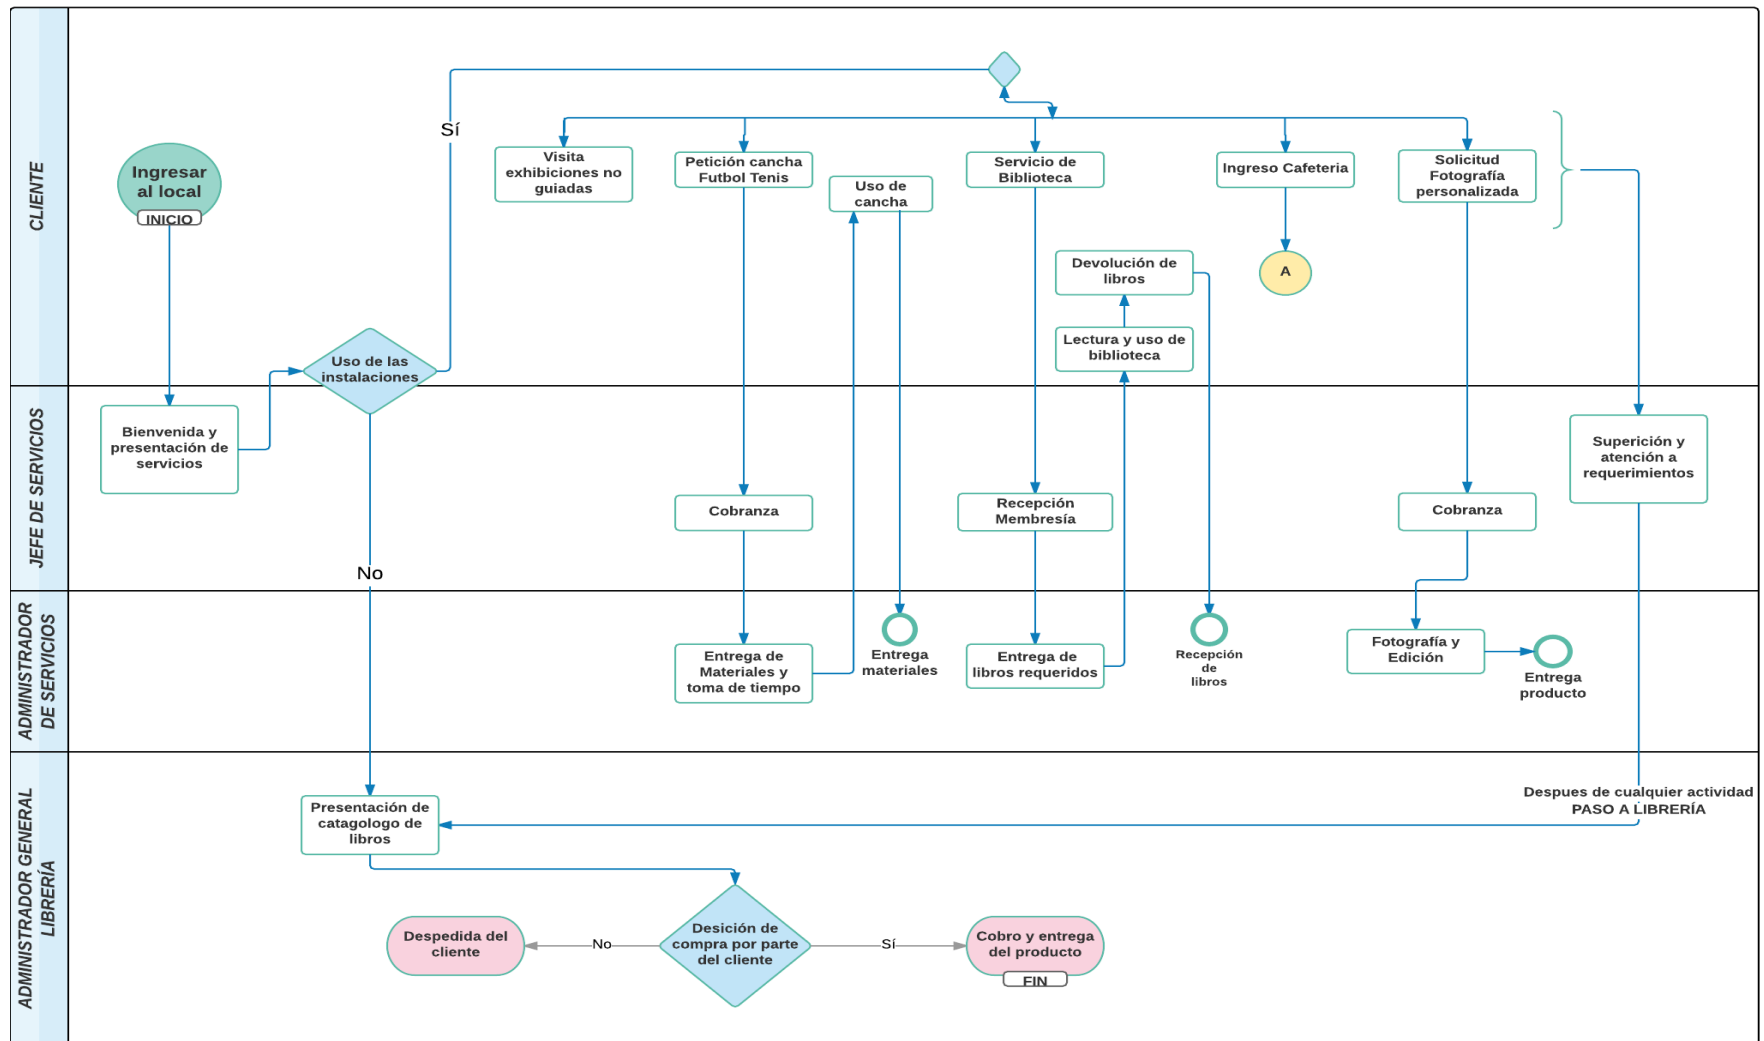 CLIENTE
Ingresar
al local
INICIO
Sí
Visita
exhibiciones no
guiadas
Petición cancha
Futbol Tenis
Uso de
cancha
Servicio de
Biblioteca
Ingreso Cafeteria
Solicitud
Fotografía
personalizada
A
Devolución de
libros
Lectura y uso de
biblioteca
Uso de las
instalaciones
JEFE DE SERVICIOS
Bienvenida y
presentación de
servicios
No
Cobranza
Recepción
Membresía
Cobranza
Superición y
atención a
requerimientos
ADMINISTRADOR
DE SERVICIOS
Entrega de
Materiales y
toma de tiempo
Entrega
materiales
Entrega de
libros requeridos
Recepción
de
libros
Fotografía y
Edición
Entrega
producto
ADMINISTRADOR GENERAL
LIBRERÍA
Presentación de
catagologo de
libros
Despues de cualquier actividad
PASO A LIBRERÍA
Despedida del
cliente
No
Desición de
compra por parte
del cliente
Sí
Cobro y entrega
del producto
FIN